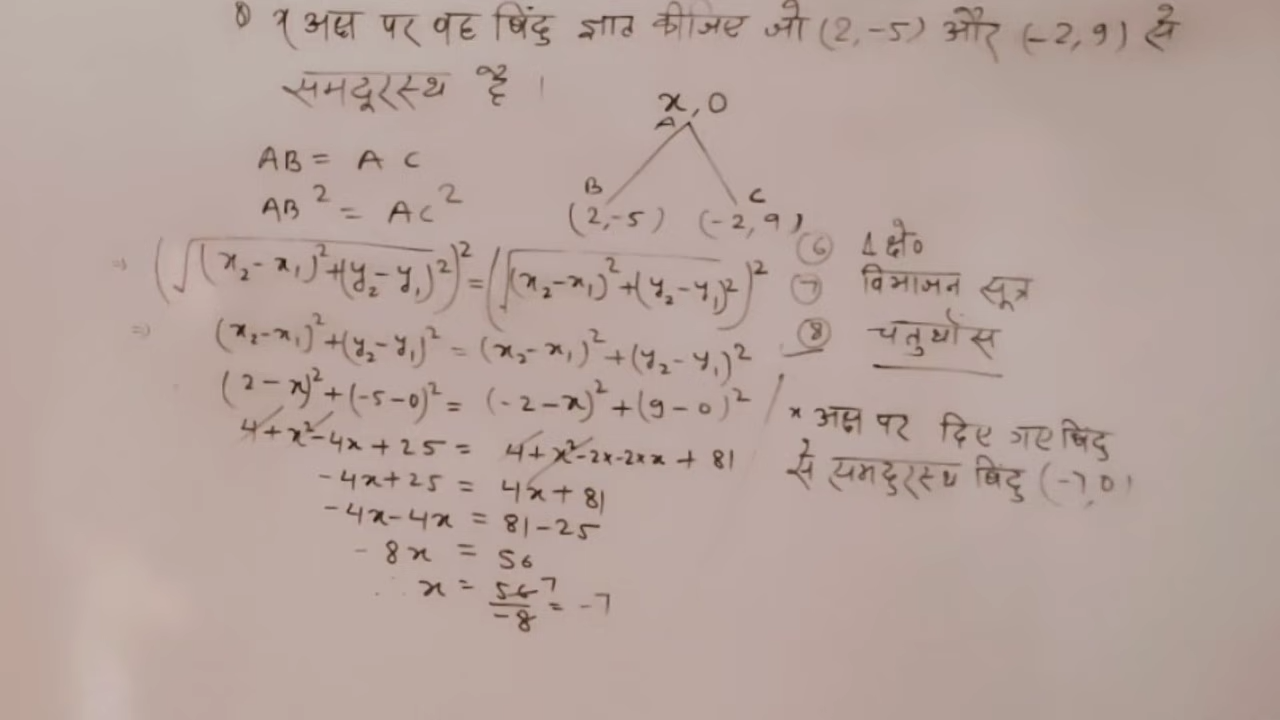 x अक्ष पर वह बिंदु ज्ञात कीजिए जो (2,-5) और (-2,9) से
समदूरस्थ है ।
x,0
A
AB = AC
B
C
AB² = AC²
(2,-5) (-2,9)
⑥ Δ क्षे०
⇒ (√(x₂-x₁)²+(y₂-y₁)²)² = (√(x₂-x₁)²+(y₂-y₁)²)²
⑦ विभाजन सूत्र
⇒ (x₂-x₁)²+(y₂-y₁)² = (x₂-x₁)²+(y₂-y₁)²
⑧ चतुर्थांस
(2-x)²+(-5-0)² = (-2-x)²+(9-0)²
4+x²-4x+25 = 4+x²-2x-2xx+81
-4x+25 = 4x+81
-4x-4x = 81-25
-8x = 56
∴ x = 56/-8 7 = -7
x अक्ष पर दिए गए बिंदु
से समदुरस्थ बिंदु (-7,0)